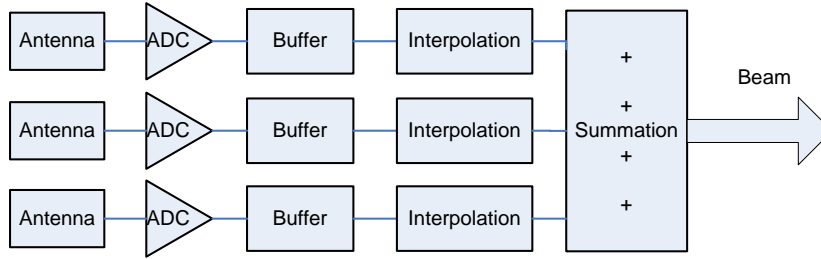 Antenna ADC Buffer Interpolation
+
Beam
Antenna ADC Buffer Interpolation
+
Summation
+
Antenna ADC Buffer Interpolation
+